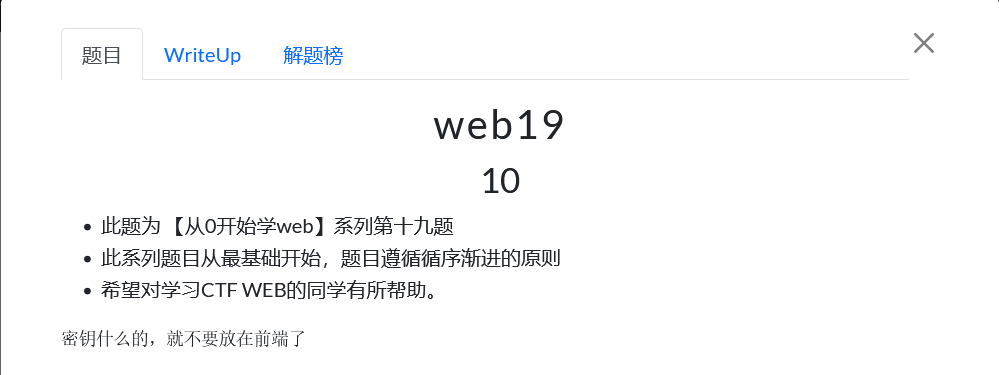 题目 WriteUp 解题榜
web19
10
此题为 【从0开始学web】系列第十九题
此系列题目从最基础开始，题目遵循循序渐进的原则
希望对学习CTF WEB的同学有所帮助。
密钥什么的，就不要放在前端了